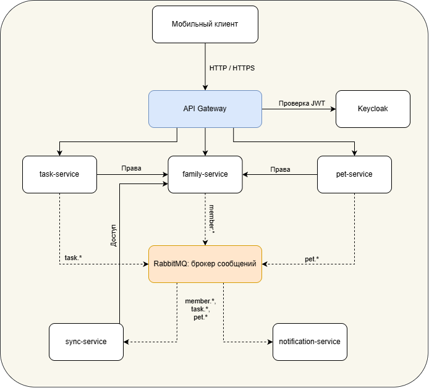 Мобильный клиент
HTTP / HTTPS
API Gateway
Проверка JWT
Keycloak
task-service
Права
family-service
Права
pet-service
member.*
Доступ
task.*
RabbitMQ: брокер сообщений
pet.*
member.*,
task.*,
pet.*
sync-service
notification-service